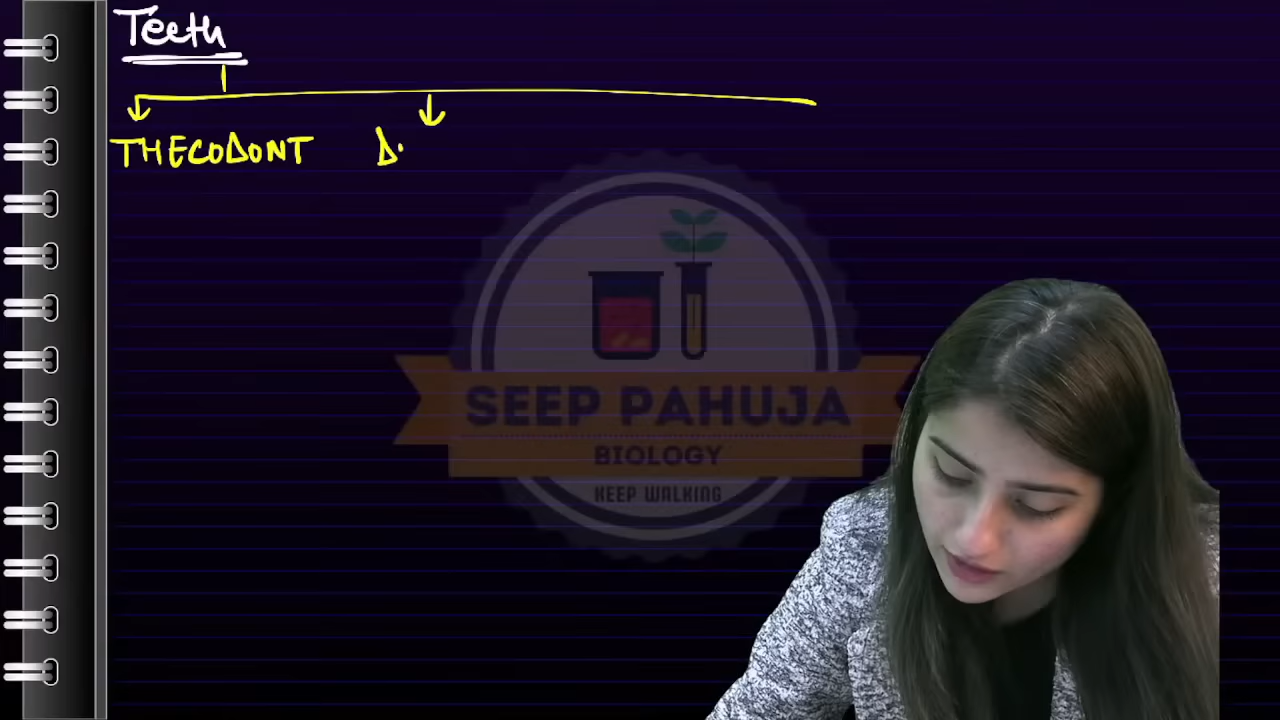 Teeth
THECODONT D
SEEP PAHUJA
BIOLOGY
KEEP WALKING